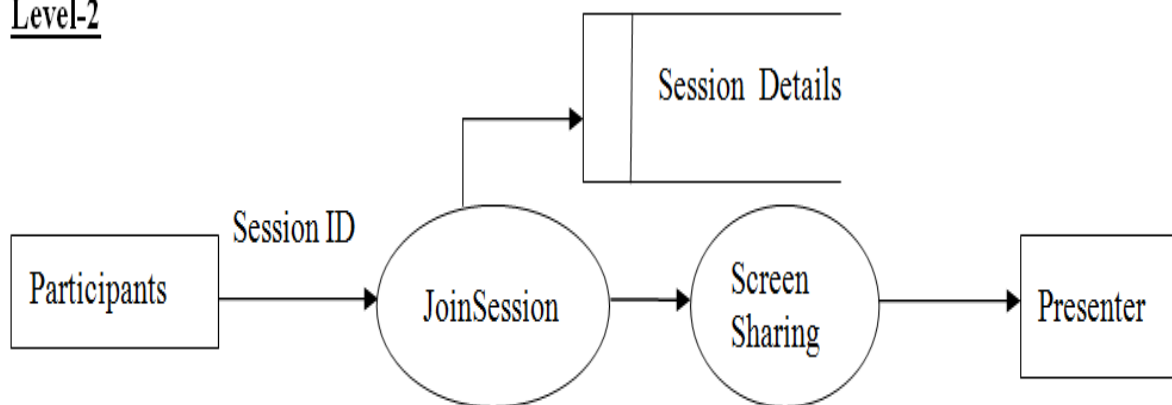 Level-2
Session Details
Session ID
Participants
JoinSession
Screen
Sharing
Presenter